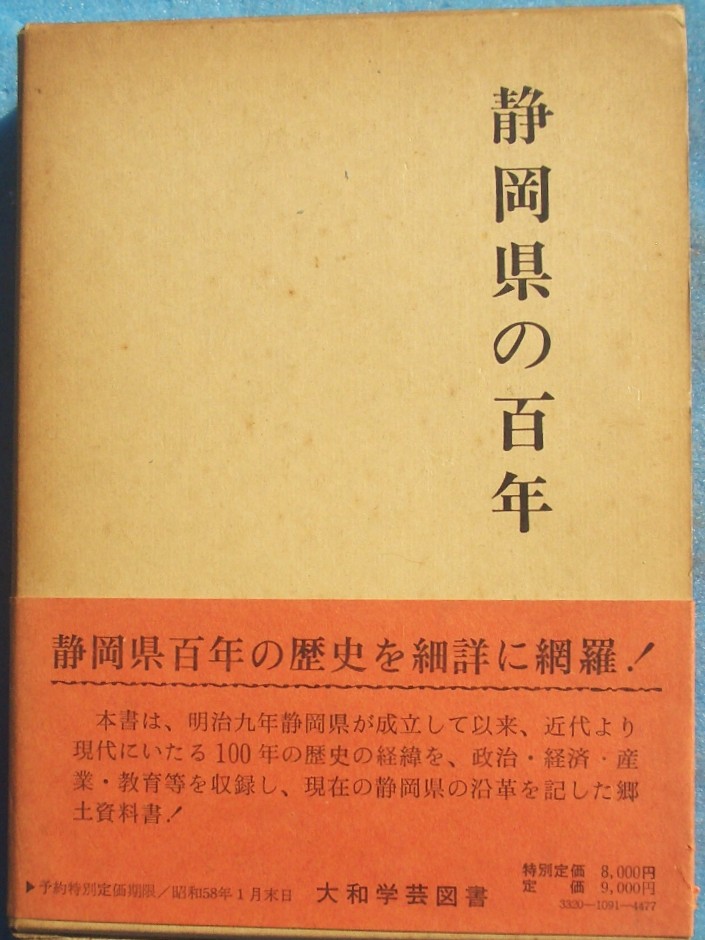 静岡県の百年
静岡県百年の歴史を細詳に網羅！
本書は、明治九年静岡県が成立して以来、近代より
現代にいたる100年の歴史の経緯を、政治・経済・産
業・教育等を収録し、現在の静岡県の沿革を記した郷
土資料書！
▶予約特別定価期限／昭和58年1月末日
大和学芸図書
特別定価 8,000円
定価 9,000円
3320—1091—4477